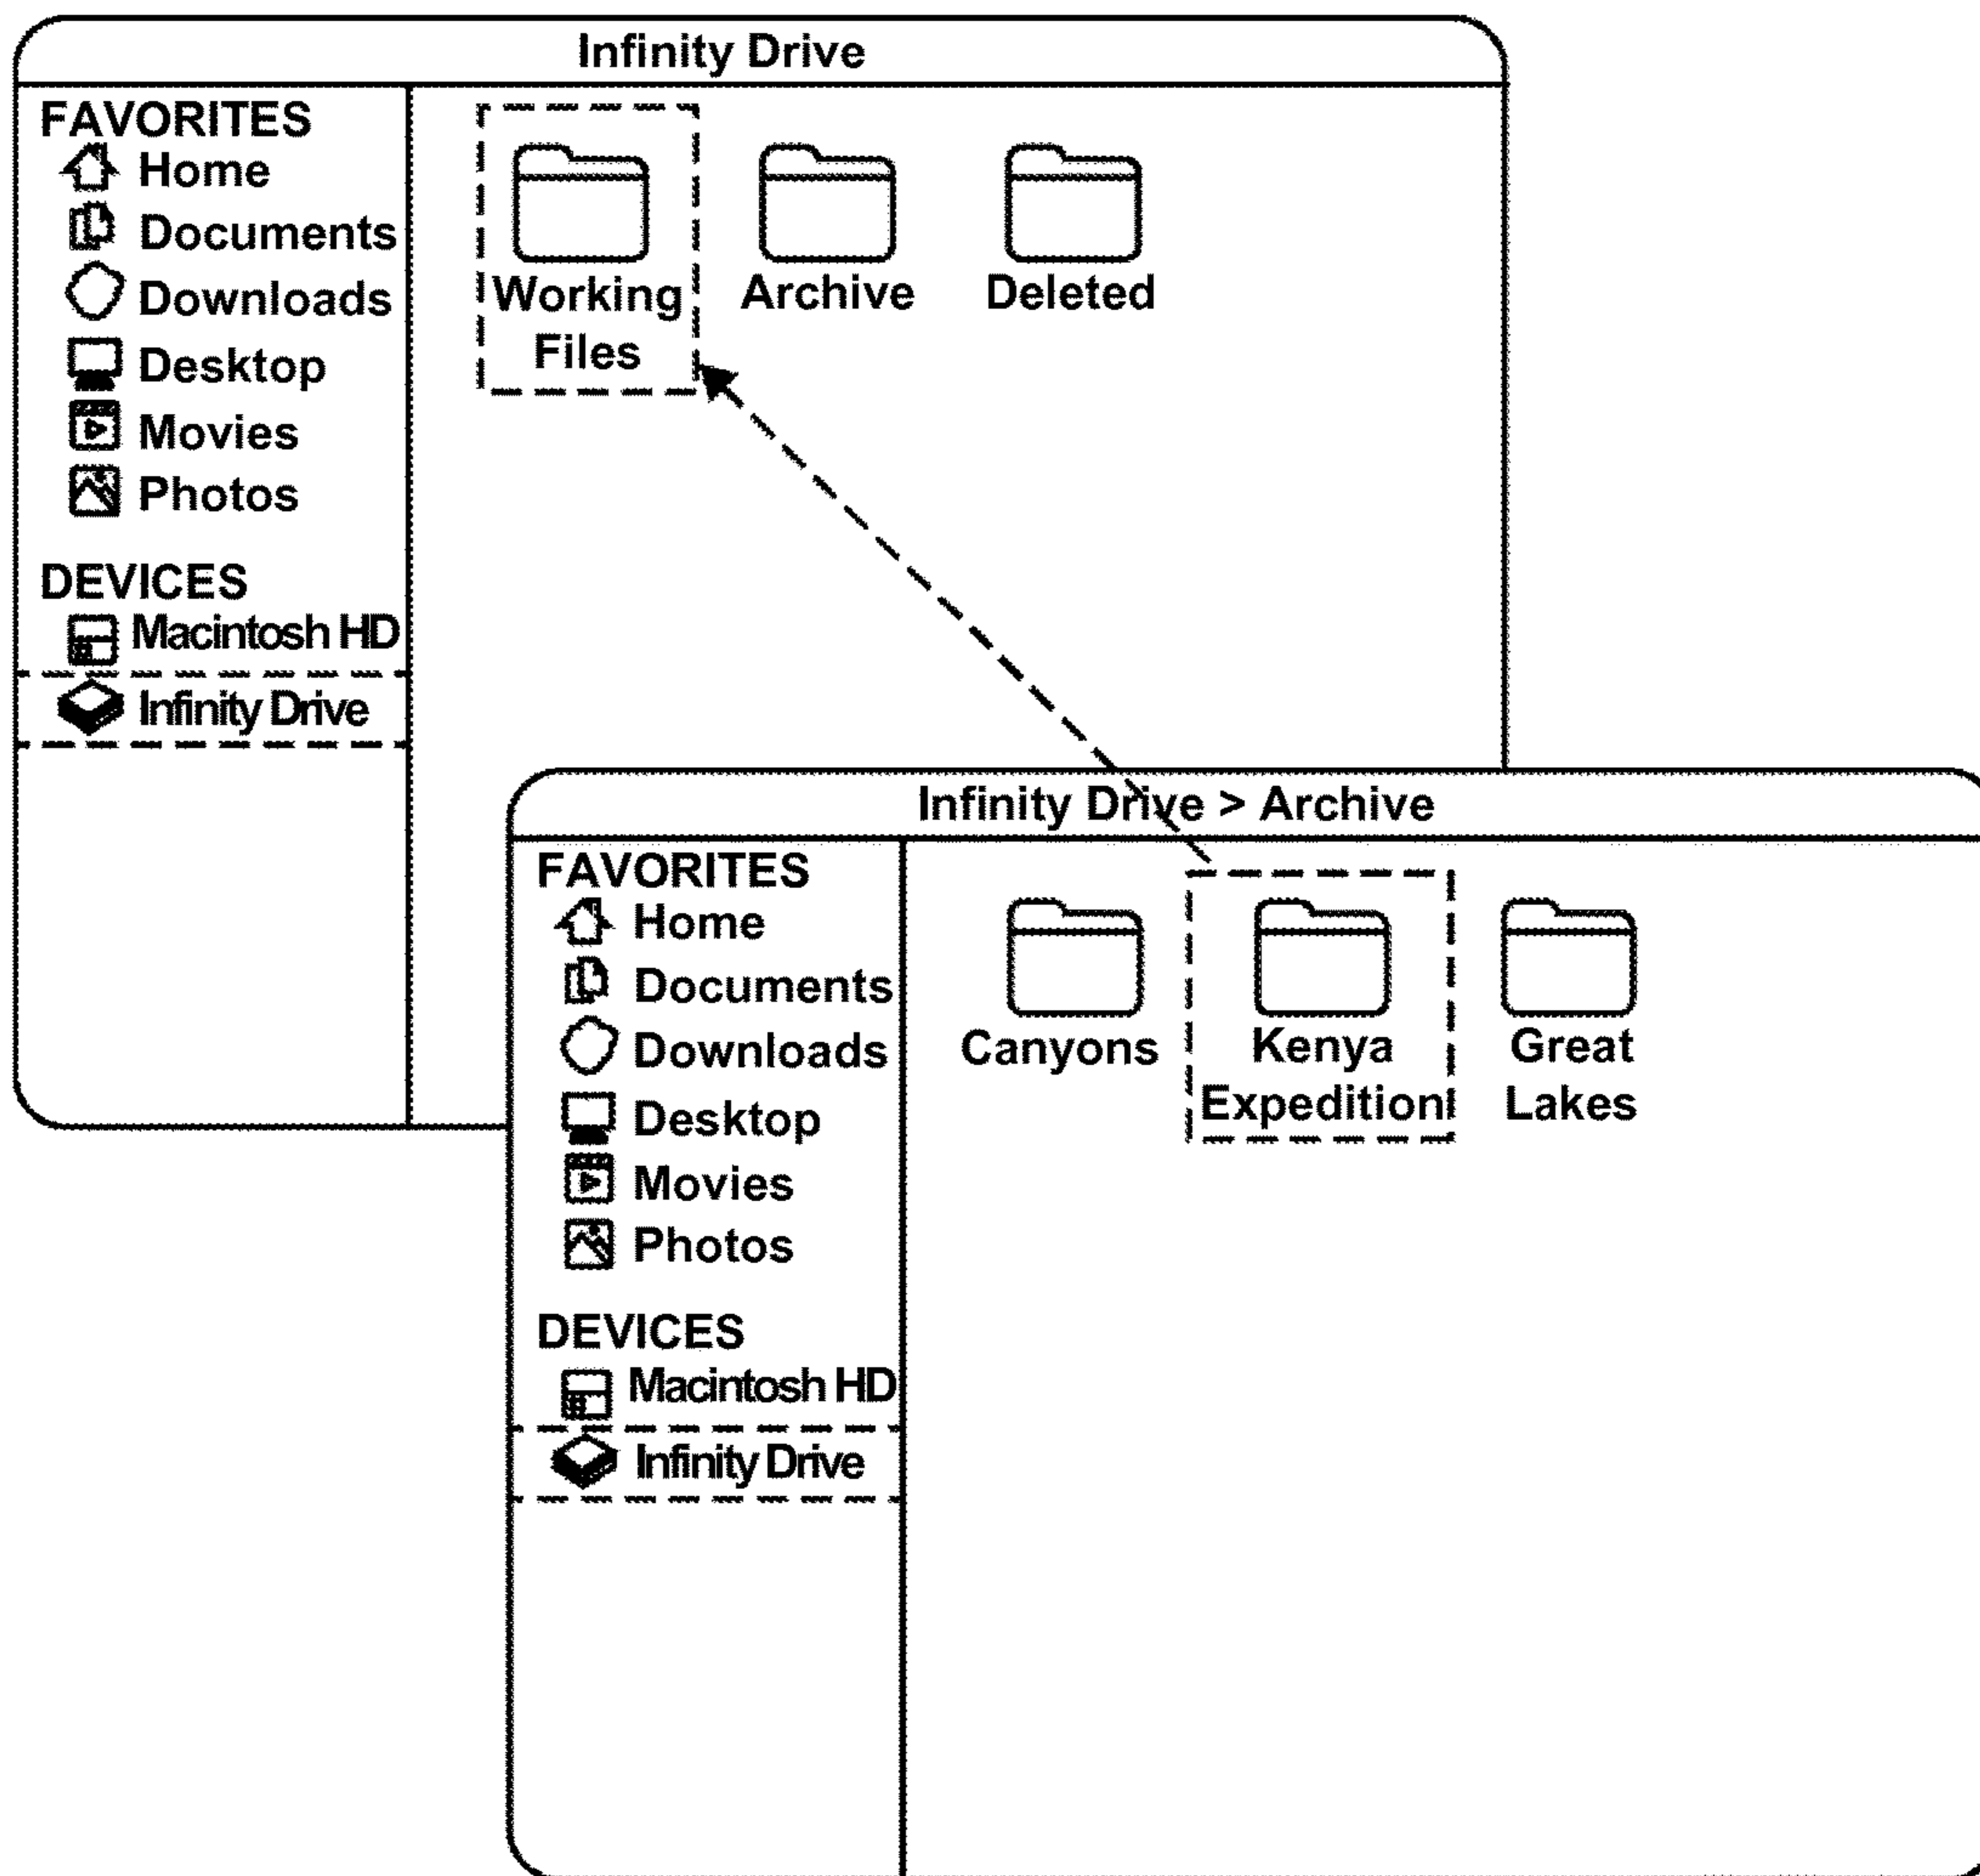 Infinity Drive
FAVORITES
Home
Documents
Downloads
Desktop
Movies
Photos
DEVICES
Macintosh HD
Infinity Drive
Working
Files
Archive
Deleted
Infinity Drive > Archive
FAVORITES
Home
Documents
Downloads
Desktop
Movies
Photos
DEVICES
Macintosh HD
Infinity Drive
Canyons
Kenya
Expedition
Great
Lakes